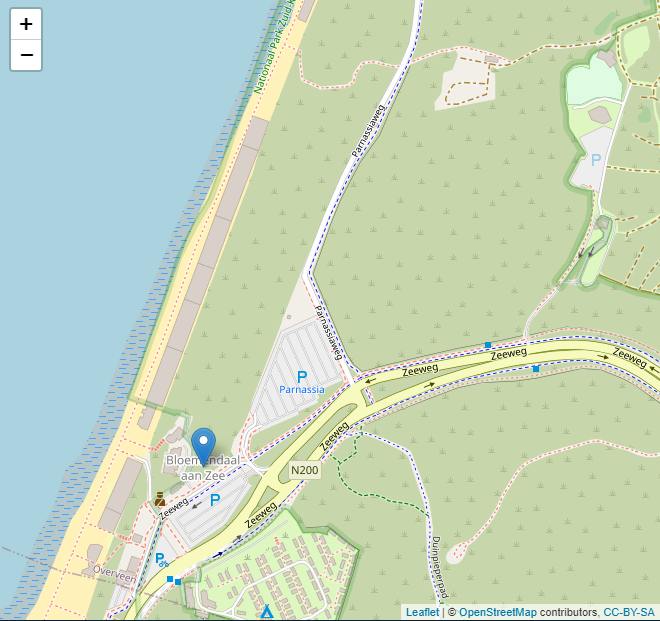 +
−
Nationaal Park Zuid-K
Parnassiaweg
P
Parnassiaweg
P
Parnassia
Zeeweg
Zeeweg
Zeeweg
Zeeweg
N200
Bloemendaal
aan Zee
P
Zeeweg
Zeeweg
P
Overveen
Duinpieperpad
Leaflet | © OpenStreetMap contributors, CC-BY-SA